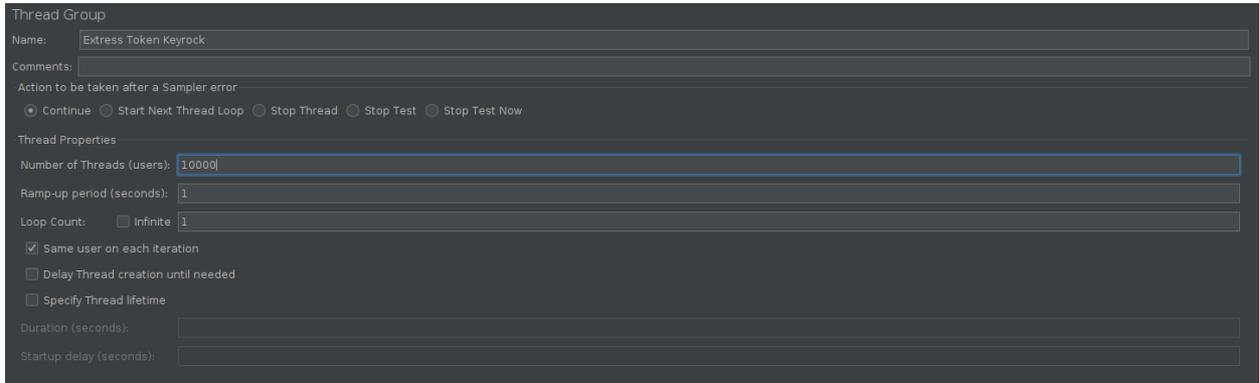 Thread Group
Name: Extress Token Keyrock
Comments:
Action to be taken after a Sampler error
Continue Start Next Thread Loop Stop Thread Stop Test Stop Test Now
Thread Properties
Number of Threads (users): 10000
Ramp-up period (seconds): 1
Loop Count: Infinite 1
Same user on each iteration
Delay Thread creation until needed
Specify Thread lifetime
Duration (seconds):
Startup delay (seconds):